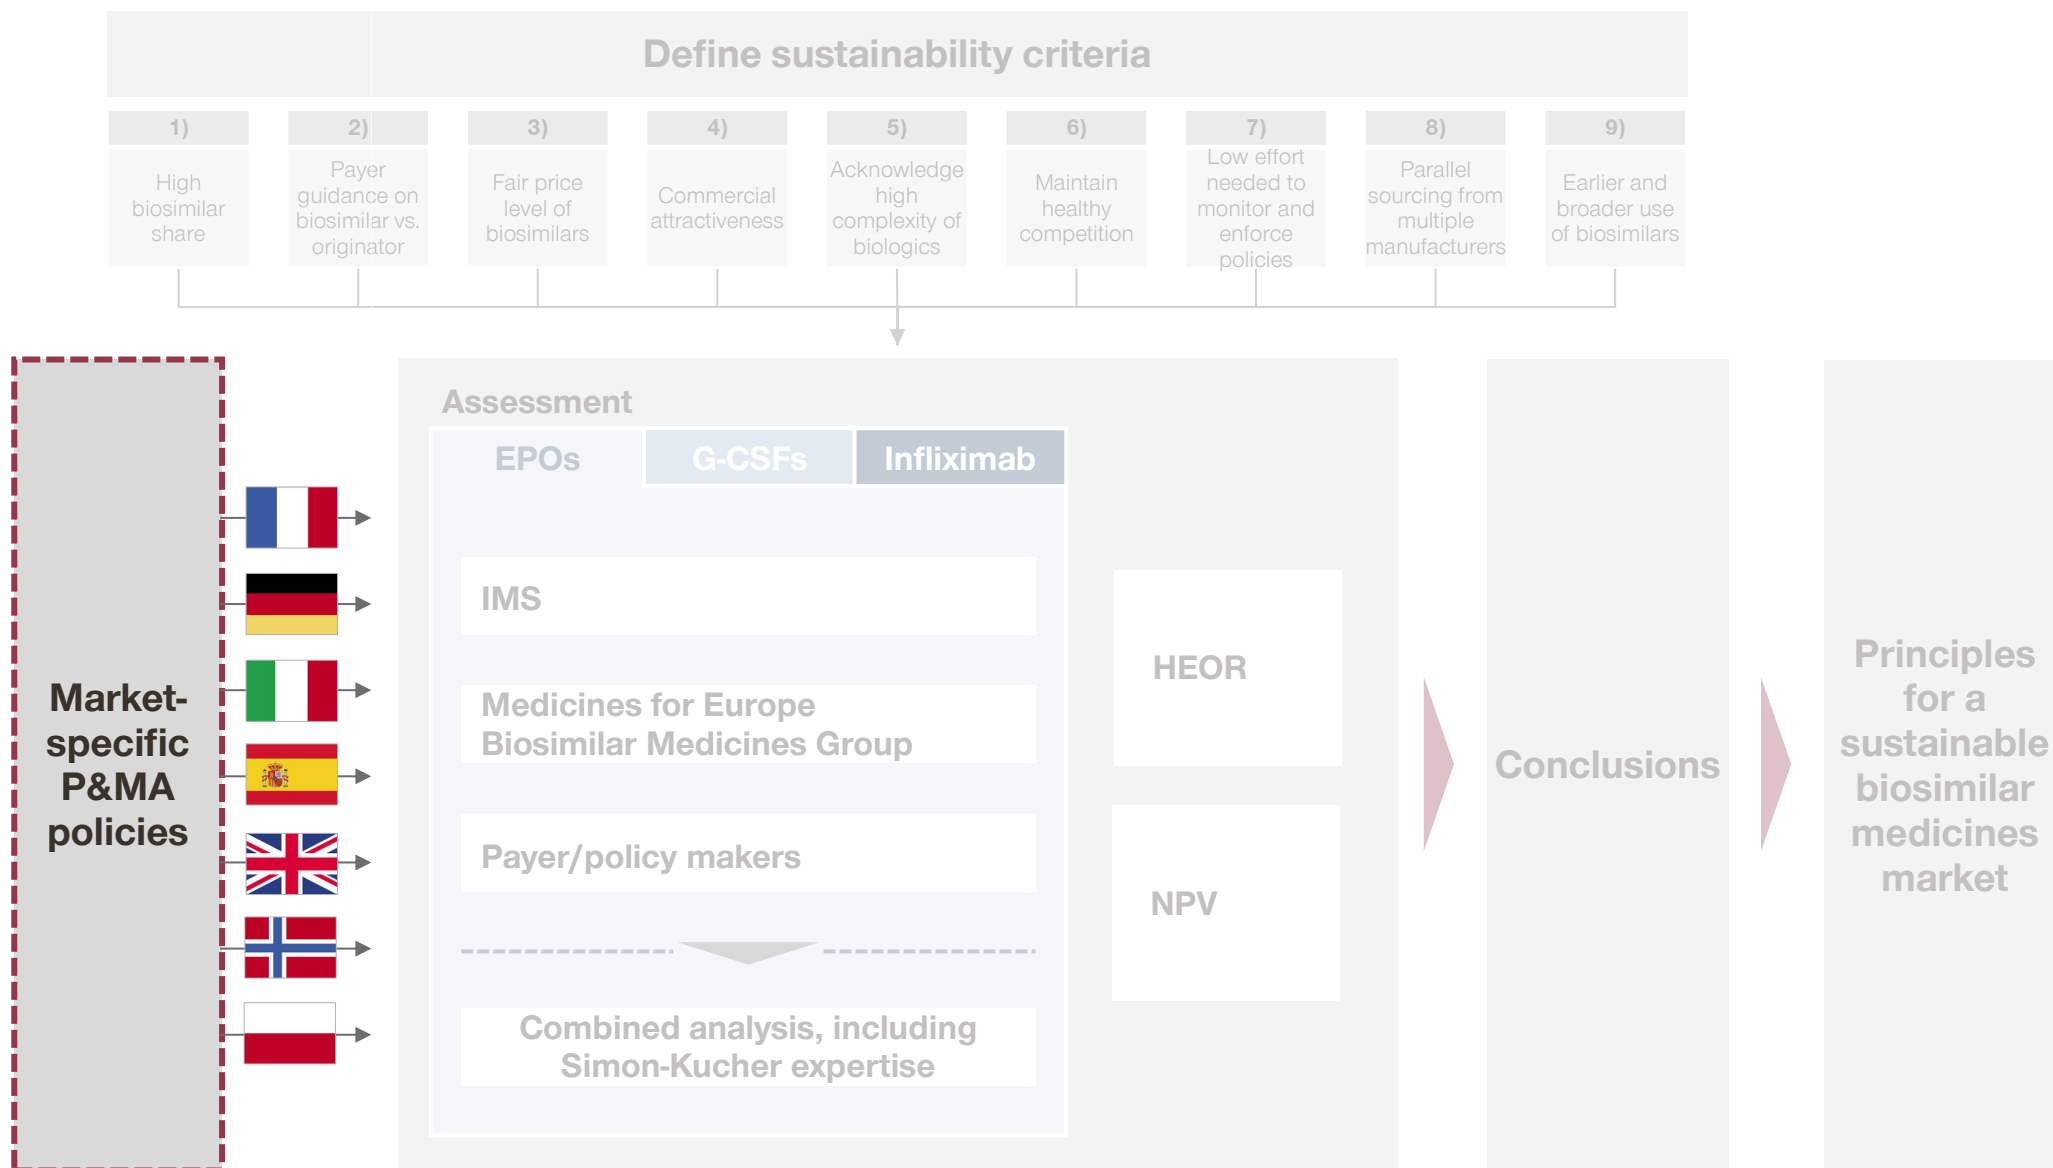 Define sustainability criteria
1)
High
biosimilar
share
2)
Payer
guidance on
biosimilar vs.
originator
3)
Fair price
level of
biosimilars
4)
Commercial
attractiveness
5)
Acknowledge
high
complexity of
biologics
6)
Maintain
healthy
competition
7)
Low effort
needed to
monitor and
enforce
policies
8)
Parallel
sourcing from
multiple
manufacturers
9)
Earlier and
broader use
of biosimilars
Market-
specific
P&MA
policies
Assessment
EPOs
G-CSFs
Infliximab
IMS
Medicines for Europe
Biosimilar Medicines Group
Payer/policy makers
Combined analysis, including
Simon-Kucher expertise
HEOR
NPV
Conclusions
Principles
for a
sustainable
biosimilar
medicines
market